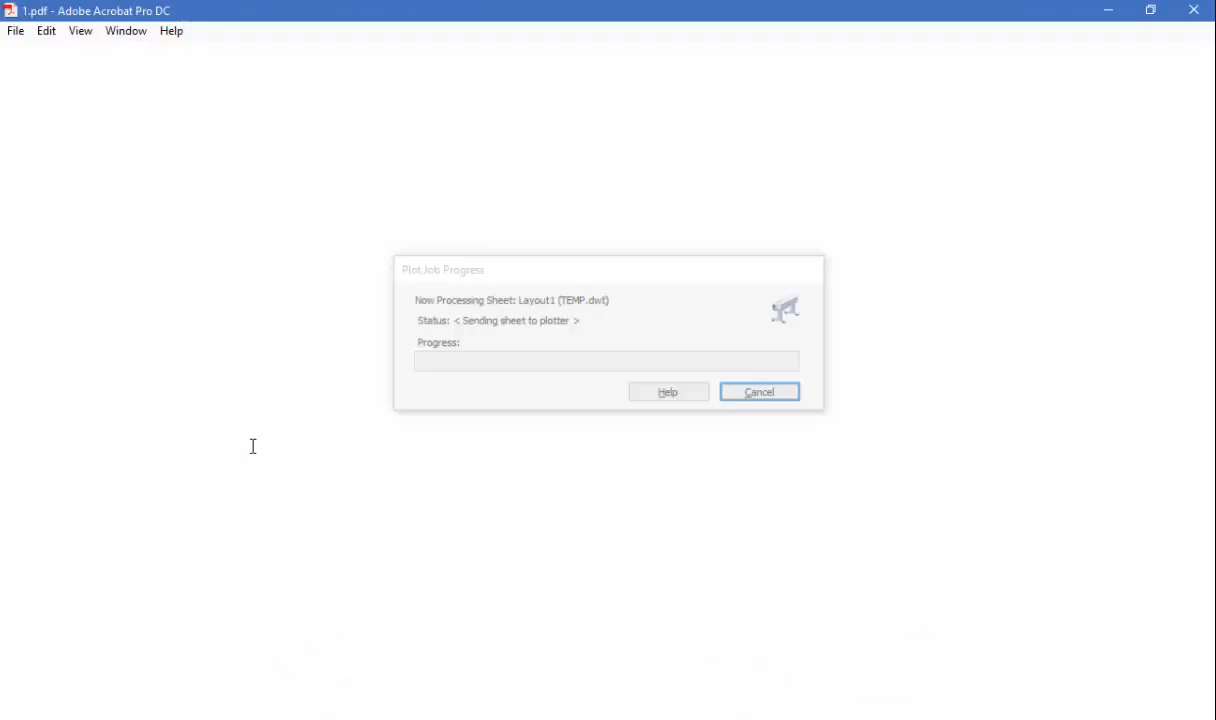 1.pdf - Adobe Acrobat Pro DC
File Edit View Window Help
Plot Job Progress
Now Processing Sheet: Layout1 (TEMP.dwt)
Status: < Sending sheet to plotter >
Progress:
Help Cancel